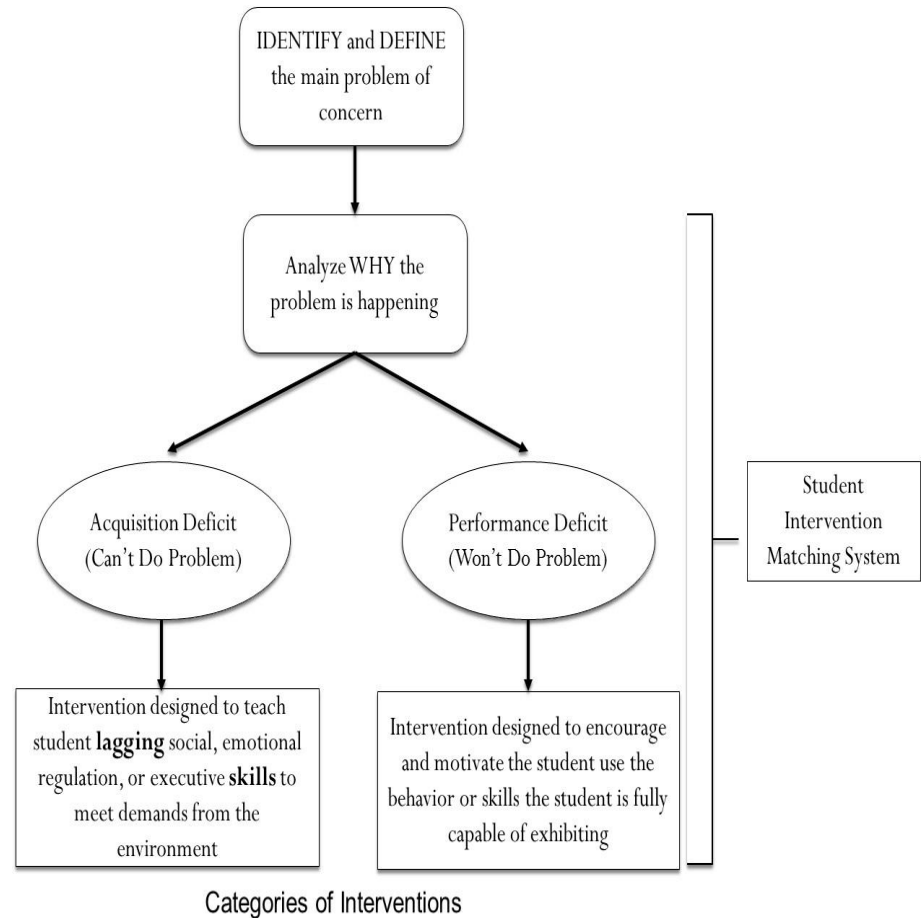 IDENTIFY and DEFINE
the main problem of
concern
Analyze WHY the
problem is happening
Acquisition Deficit
(Can't Do Problem)
Performance Deficit
(Won't Do Problem)
Student
Intervention
Matching System
Intervention designed to teach
student lagging social, emotional
regulation, or executive skills to
meet demands from the
environment
Intervention designed to encourage
and motivate the student use the
behavior or skills the student is fully
capable of exhibiting
Categories of Interventions